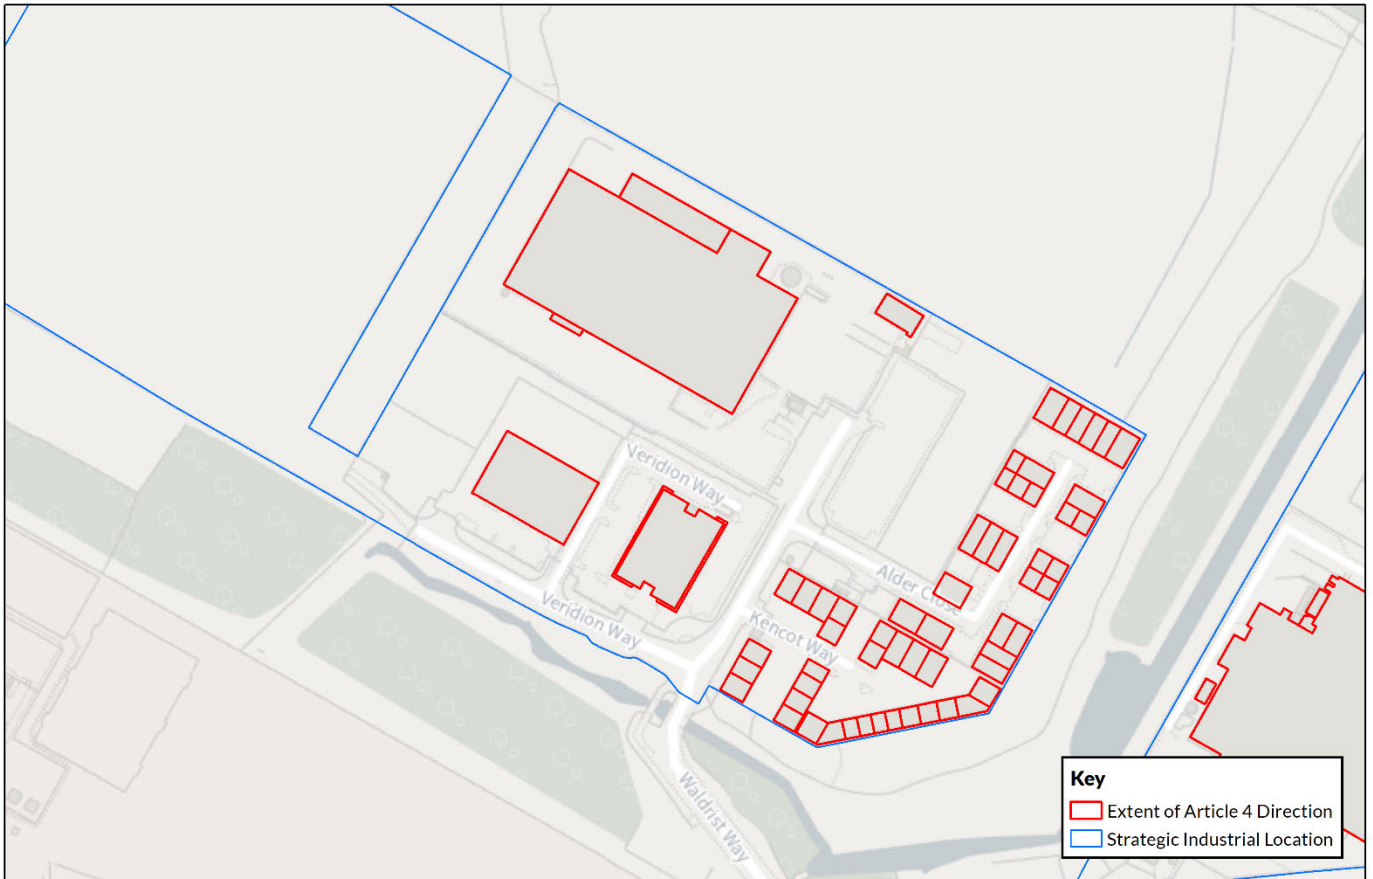 Veridion Way
Alder Close
Veridion Way
Kencot Way
Waldrist Way
Key
Extent of Article 4 Direction
Strategic Industrial Location